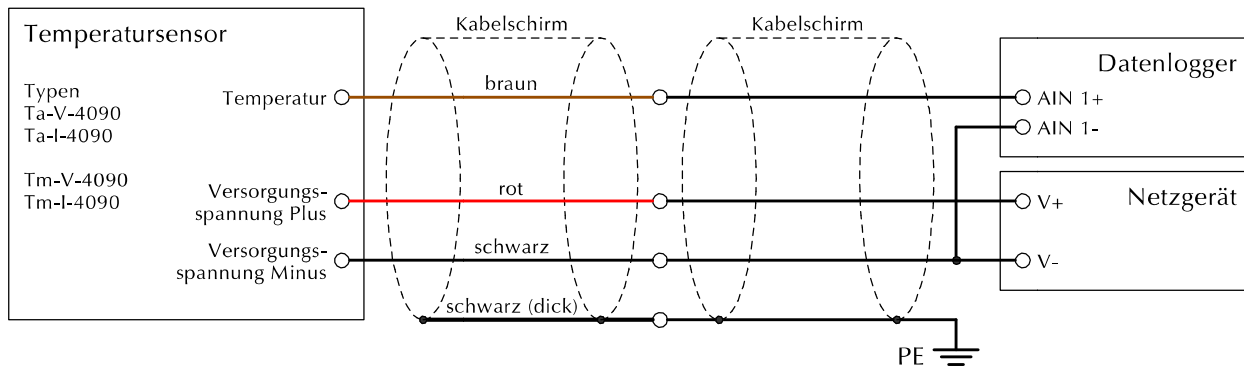 Kabelschirm
Kabelschirm
Temperatursensor
Typen
Ta-V-4090
Ta-I-4090
Tm-V-4090
Tm-I-4090
Temperatur
Versorgungs-
spannung Plus
Versorgungs-
spannung Minus
braun
rot
schwarz
schwarz (dick)
Datenlogger
AIN 1+
AIN 1-
Netzgerät
V+
V-
PE